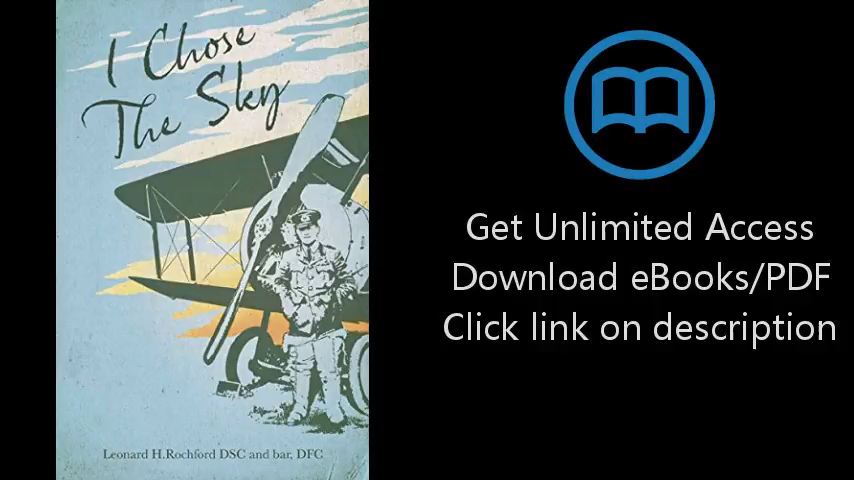 I Chose
The Sky
Leonard H.Rochford DSC and bar, DFC
Get Unlimited Access
Download eBooks/PDF
Click link on description